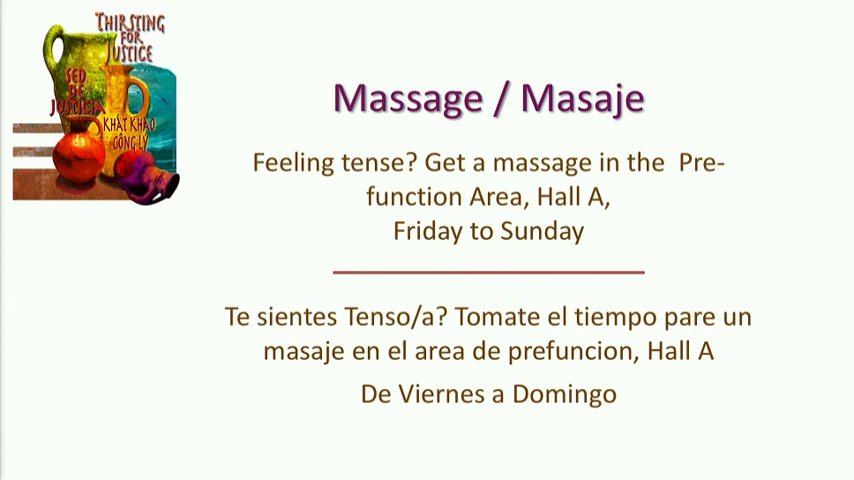 THIRSTING
FOR
JUSTICE
SED
DE
JUSTICIA
KHÁT KHAO
CÔNG LÝ
Massage / Masaje
Feeling tense? Get a massage in the Pre-
function Area, Hall A,
Friday to Sunday
Te sientes Tenso/a? Tomate el tiempo pare un
masaje en el area de prefuncion, Hall A
De Viernes a Domingo